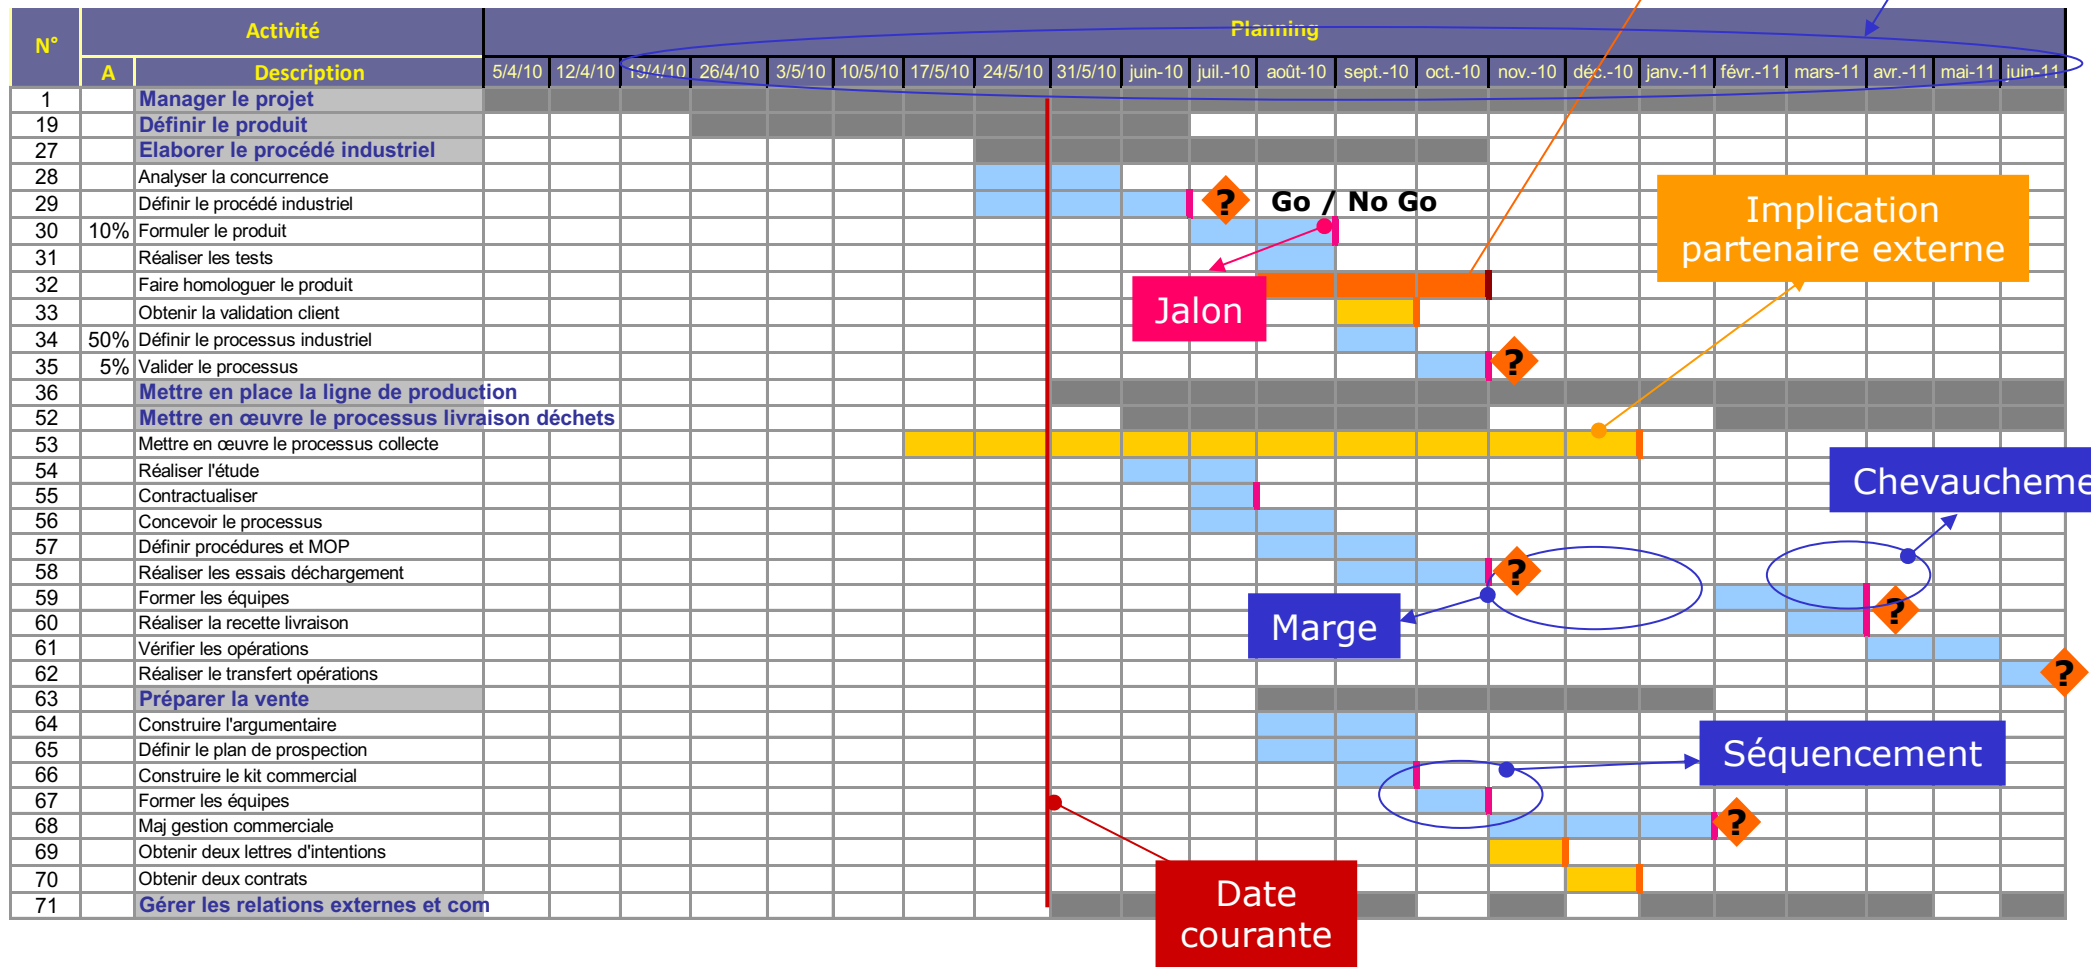 N° Activité Planning
A Description 5/4/10 12/4/10 19/4/10 26/4/10 3/5/10 10/5/10 17/5/10 24/5/10 31/5/10 juin-10 juil.-10 août-10 sept.-10 oct.-10 nov.-10 déc.-10 janv.-11 févr.-11 mars-11 avr.-11 mai-11 juin-11
1 Manager le projet
19 Définir le produit
27 Elaborer le procédé industriel
28 Analyser la concurrence
29 Définir le procédé industriel ? Go / No Go
30 10% Formuler le produit
31 Réaliser les tests
32 Faire homologuer le produit
33 Obtenir la validation client
34 50% Définir le processus industriel
35 5% Valider le processus ?
36 Mettre en place la ligne de production
52 Mettre en œuvre le processus livraison déchets
53 Mettre en œuvre le processus collecte
54 Réaliser l'étude
55 Contractualiser
56 Concevoir le processus
57 Définir procédures et MOP
58 Réaliser les essais déchargement ?
59 Former les équipes ?
60 Réaliser la recette livraison
61 Vérifier les opérations
62 Réaliser le transfert opérations ?
63 Préparer la vente
64 Construire l'argumentaire
65 Définir le plan de prospection
66 Construire le kit commercial
67 Former les équipes
68 Maj gestion commerciale ?
69 Obtenir deux lettres d'intentions
70 Obtenir deux contrats
71 Gérer les relations externes et com
Implication
partenaire externe
Jalon
Chevaucheme
Marge
Séquencement
Date
courante